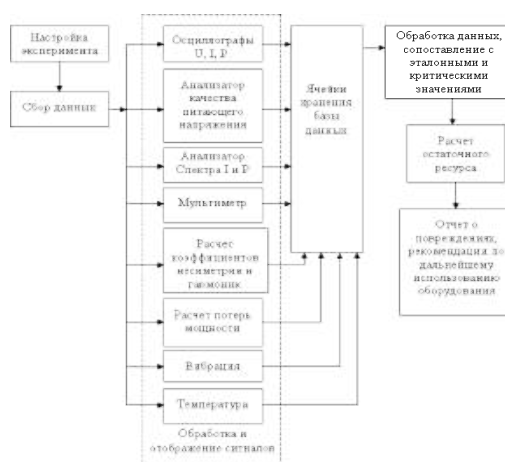 Настройка
эксперимента
Сбор данных
Осциллографы
U, I, P
Анализатор
качества
питающего
напряжения
Анализатор
Спектра I и P
Мультиметр
Расчес
коэффициентов
несиметрии и
гармоник
Расчет потерь
мощности
Вибрация
Температура
Обработка и
отображение сигналов
Ячейки
хранения
базы
данных
Обработка данных,
сопоставление с
эталонными и
критическими
значениями
Расчет
остаточного
ресурса
Отчет о
повреждениях,
рекомендации по
дальнейшему
использованию
оборудования